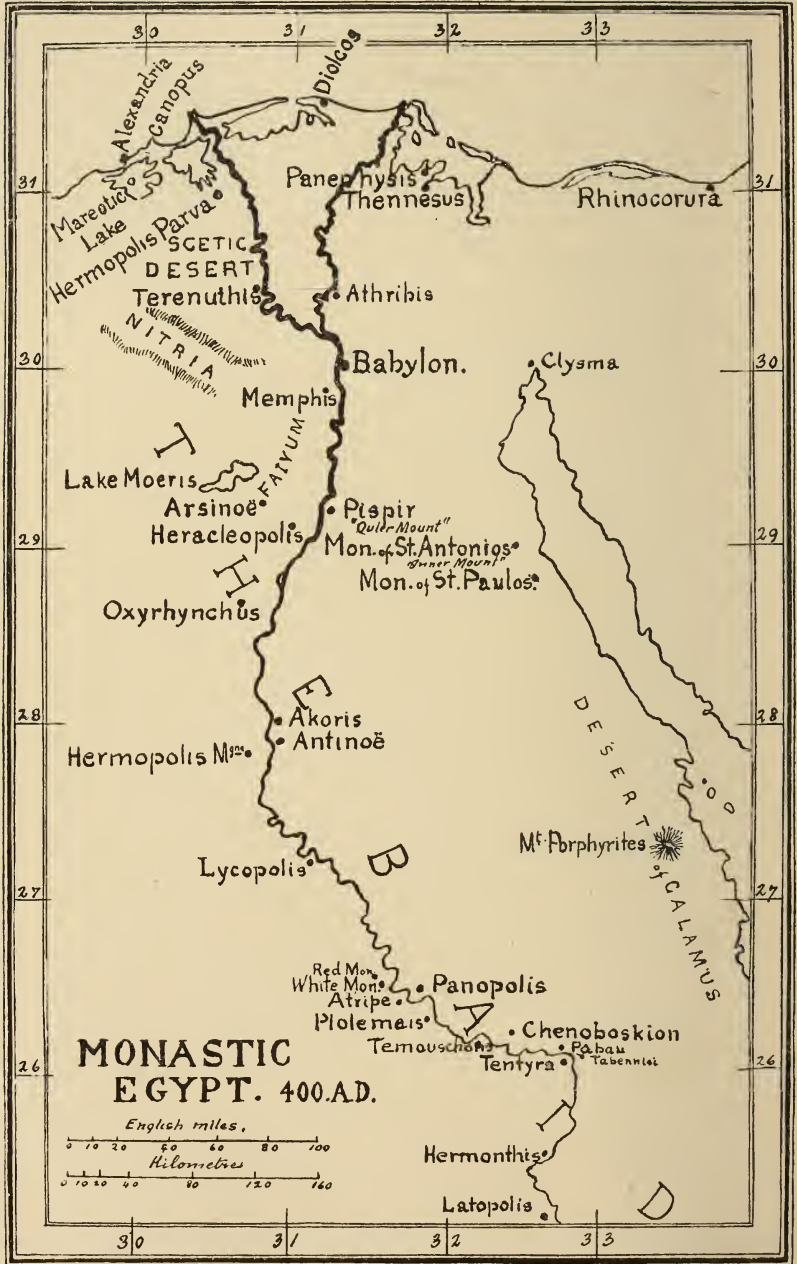 30 31 32 33
Alexandria
Canopus
Diolcos
31
31
Panephysis
Thennesus
Rhinocorura
Mareotic
Lake
Hermopolis Parva
SCETIC
DESERT
Terenuthis
Athribis
NITRIA
30
30
Babylon.
Clysma
Memphis
FAIYUM
Lake Moeris
Arsinoë
Pispir
"Outer Mount"
Heracleopolis
Mon. of St. Antonios
"Inner Mount"
29
29
Mon. of St. Paulos
Oxyrhynchus
28
28
Akoris
Antinoë
Hermopolis Mgna
DESERT of CALAMUS
Mt. Porphyrites
Lycopolis
27
27
THEBAID
Red Mon.
White Mon.
Panopolis
Atripe
Ptolemais
Chenoboskion
Temouschons
Pabau
Tabennisi
Tentyra
26
26
MONASTIC
EGYPT. 400.A.D.
English miles.
0 10 20 40 60 80 100
Kilometres
0 10 20 40 80 120 160
Hermonthis
Latopolis
30 31 32 33